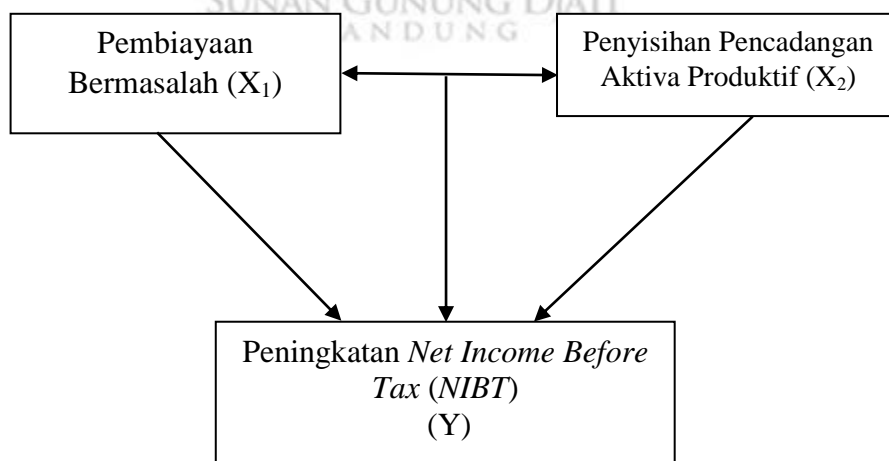 SUNAN GUNUNG DJATI
BANDUNG
Pembiayaan
Bermasalah (X₁)
Penyisihan Pencadangan
Aktiva Produktif (X₂)
Peningkatan Net Income Before
Tax (NIBT)
(Y)